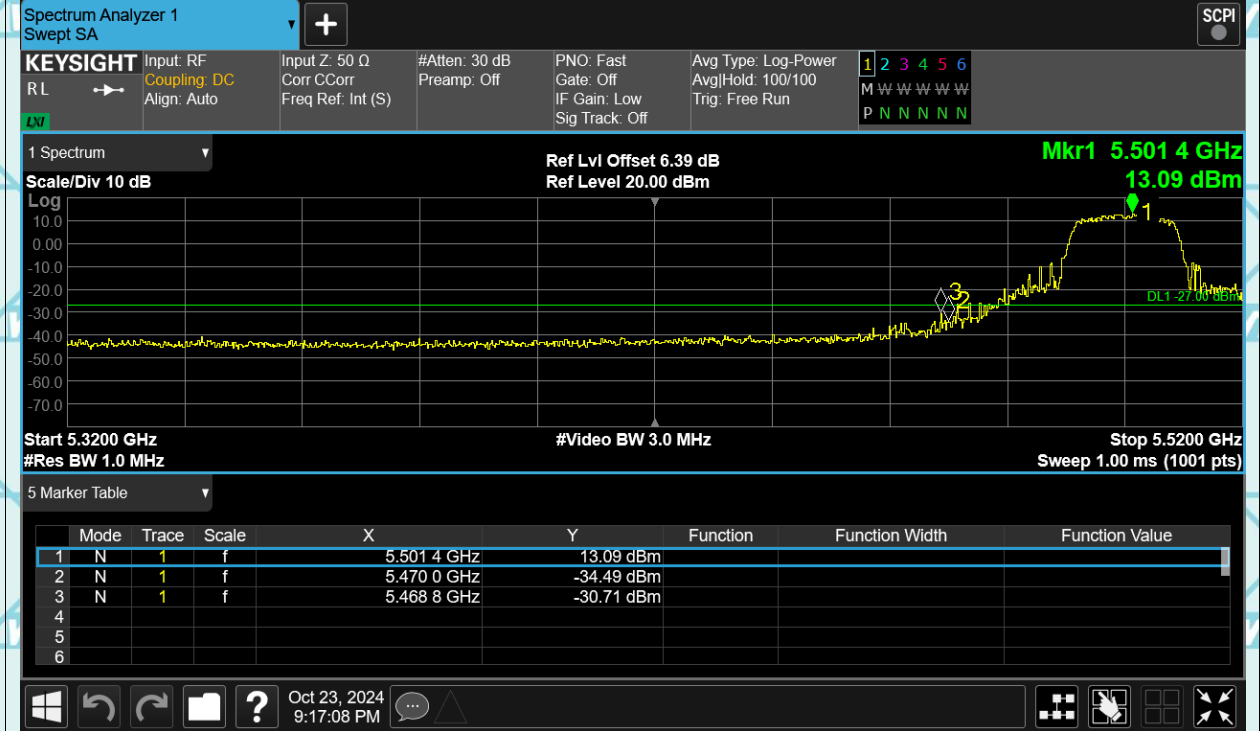 Spectrum Analyzer 1
Swept SA
SCPI
KEYSIGHT
R L
LXI
Input: RF
Coupling: DC
Align: Auto
Input Z: 50 Ω
Corr CCorr
Freq Ref: Int (S)
#Atten: 30 dB
Preamp: Off
PNO: Fast
Gate: Off
IF Gain: Low
Sig Track: Off
Avg Type: Log-Power
Avg|Hold: 100/100
Trig: Free Run
1 2 3 4 5 6
M W W W W W
P N N N N N
1 Spectrum
Scale/Div 10 dB
Ref Lvl Offset 6.39 dB
Ref Level 20.00 dBm
Mkr1 5.501 4 GHz
13.09 dBm
Log
10.0
0.00
-10.0
-20.0
-30.0
-40.0
-50.0
-60.0
-70.0
1
3
2
DL1 -27.00 dBm
Start 5.3200 GHz
#Video BW 3.0 MHz
Stop 5.5200 GHz
#Res BW 1.0 MHz
Sweep 1.00 ms (1001 pts)
5 Marker Table
Mode Trace Scale X Y Function Function Width Function Value
1 N 1 f 5.501 4 GHz 13.09 dBm
2 N 1 f 5.470 0 GHz -34.49 dBm
3 N 1 f 5.468 8 GHz -30.71 dBm
4
5
6
?
Oct 23, 2024
9:17:08 PM